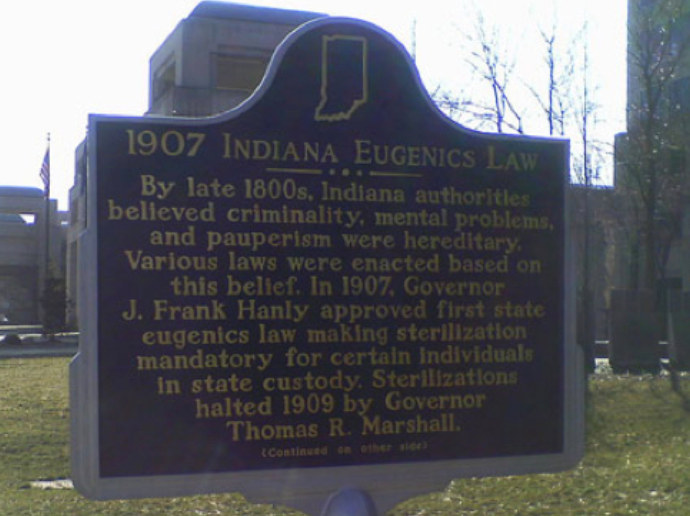 1907 Indiana Eugenics Law
By late 1800s, Indiana authorities
believed criminality, mental problems,
and pauperism were hereditary.
Various laws were enacted based on
this belief. In 1907, Governor
J. Frank Hanly approved first state
eugenics law making sterilization
mandatory for certain individuals
in state custody. Sterilizations
halted 1909 by Governor
Thomas R. Marshall.
(Continued on other side)